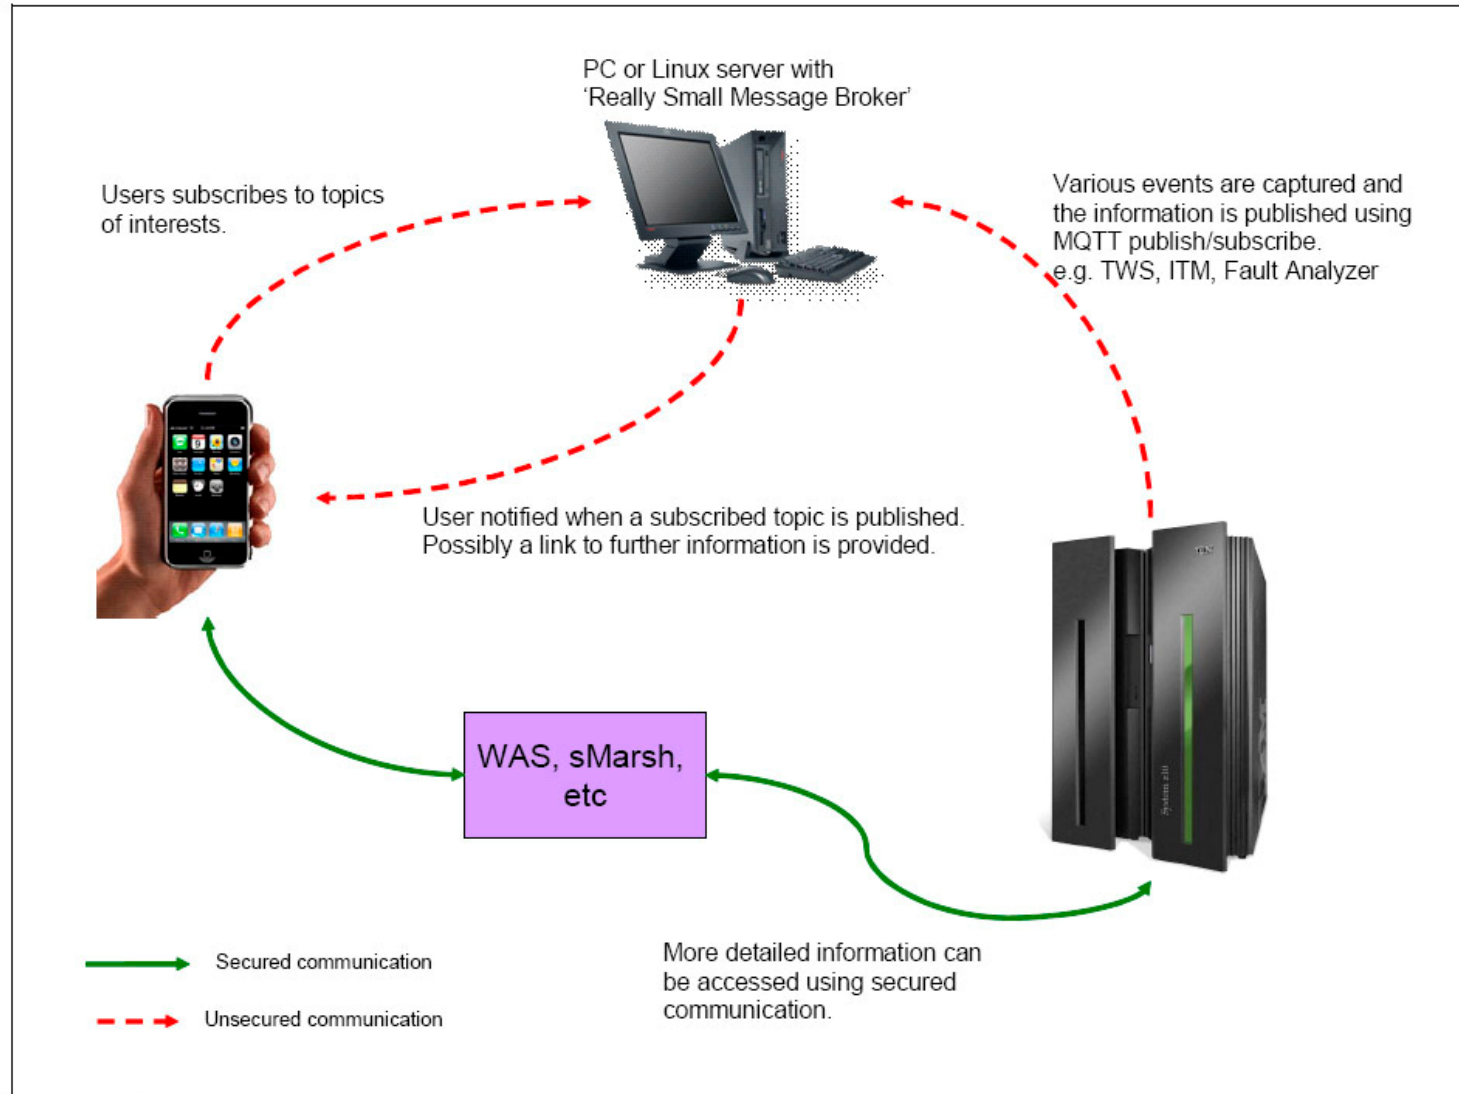 PC or Linux server with
‘Really Small Message Broker’
Users subscribes to topics
of interests.
Various events are captured and
the information is published using
MQTT publish/subscribe.
e.g. TWS, ITM, Fault Analyzer
User notified when a subscribed topic is published.
Possibly a link to further information is provided.
WAS, sMarsh,
etc
System z10
More detailed information can
be accessed using secured
communication.
Secured communication
Unsecured communication